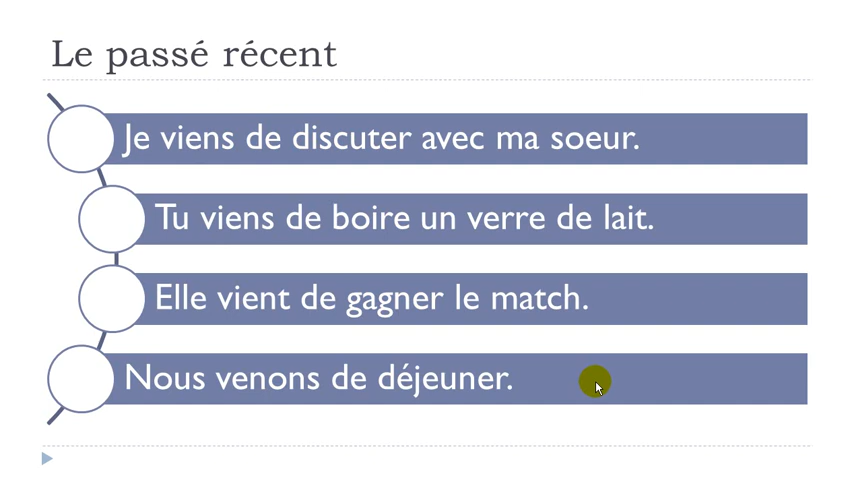 Le passé récent
Je viens de discuter avec ma soeur.
Tu viens de boire un verre de lait.
Elle vient de gagner le match.
Nous venons de déjeuner.